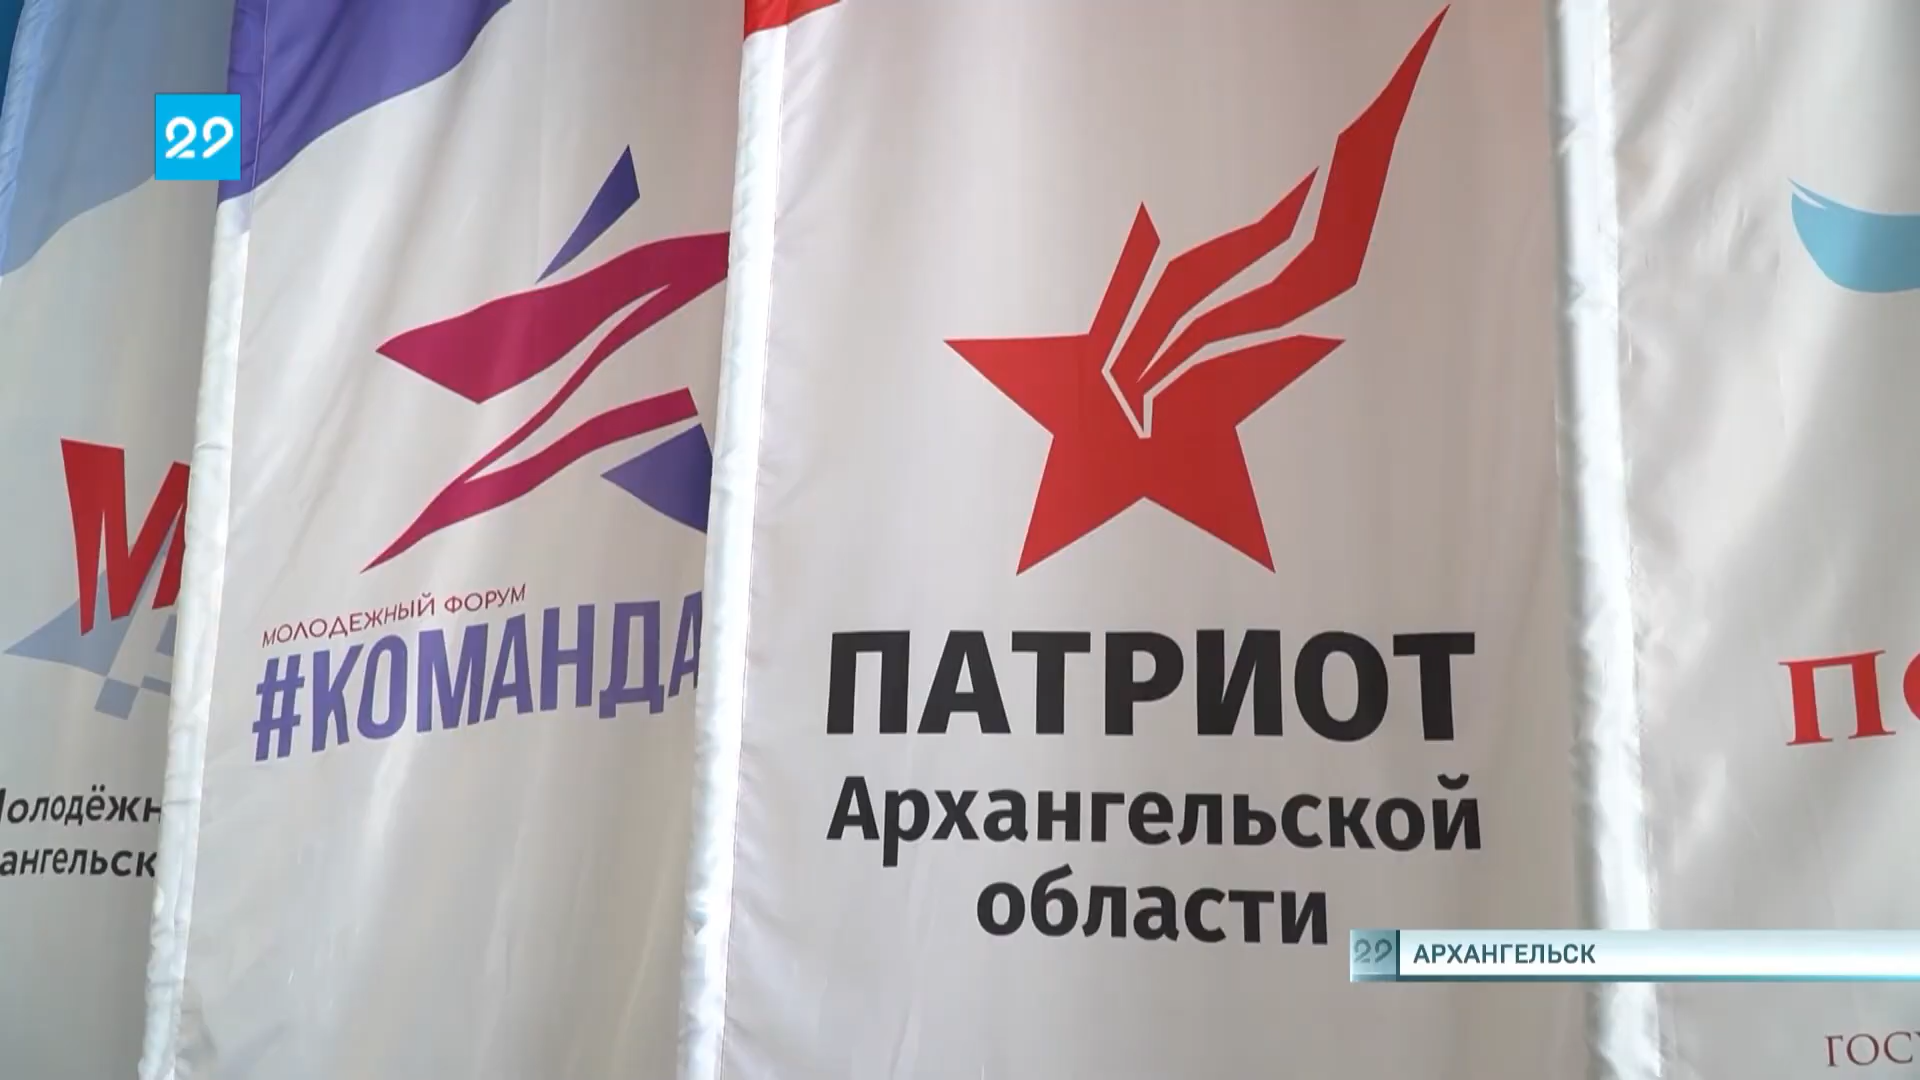 29
МОЛОДЕЖНЫЙ ФОРУМ
#КОМАНДА
ПАТРИОТ
Архангельской
области
29 АРХАНГЕЛЬСК